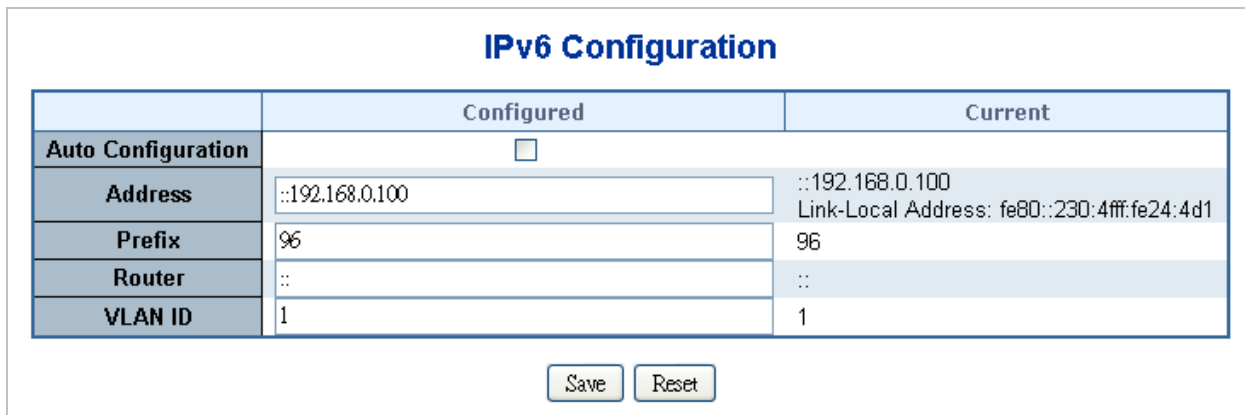 IPv6 Configuration
Configured Current
Auto Configuration
Address ::192.168.0.100 ::192.168.0.100
Link-Local Address: fe80::230:4fff:fe24:4d1
Prefix 96 96
Router :: ::
VLAN ID 1 1
Save Reset